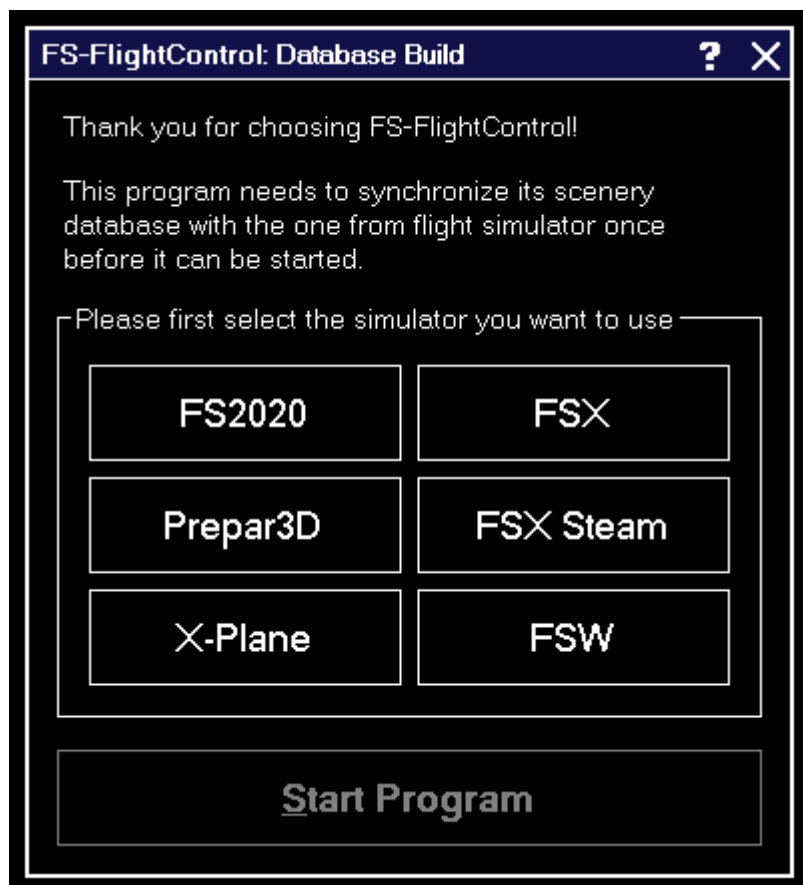 FS-FlightControl: Database Build ? X
Thank you for choosing FS-FlightControl!
This program needs to synchronize its scenery
database with the one from flight simulator once
before it can be started.
Please first select the simulator you want to use
FS2020 FSX
Prepar3D FSX Steam
X-Plane FSW
Start Program